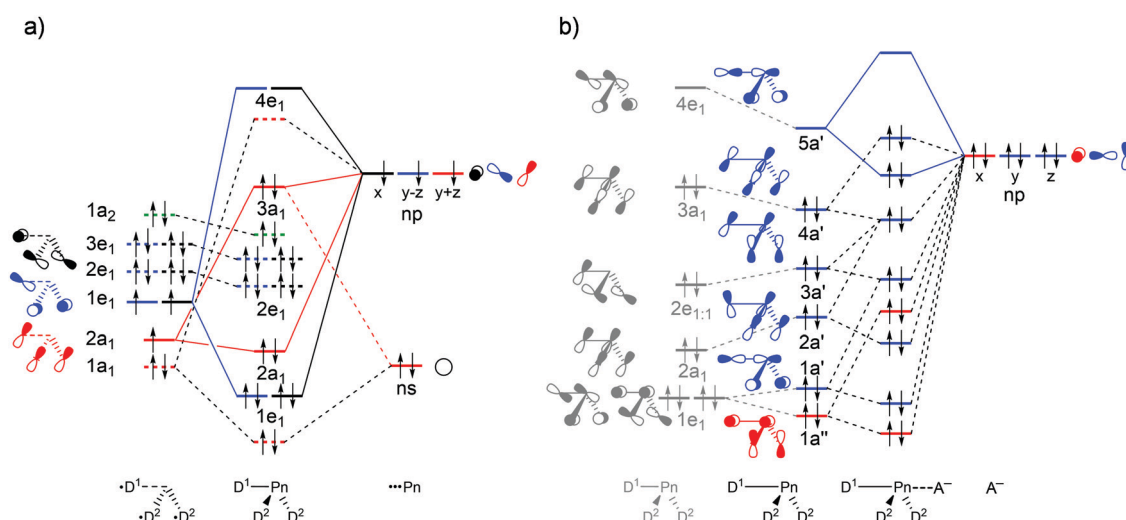 a)
4e₁
x y-z y+z
np
3a₁
1a₂
3e₁
2e₁
1e₁
2e₁
2a₁
1a₁
2a₁
ns
1e₁
·D¹
·D² ·D²
D¹—Pn
D² D²
···Pn
b)
4e₁
5a'
x y z
np
3a₁
4a'
3a'
2e₁:₁
2a'
2a₁
1a'
1e₁
1a"
D¹—Pn
D² D²
D¹—Pn
D² D²
D¹—Pn---A⁻
D² D²
A⁻